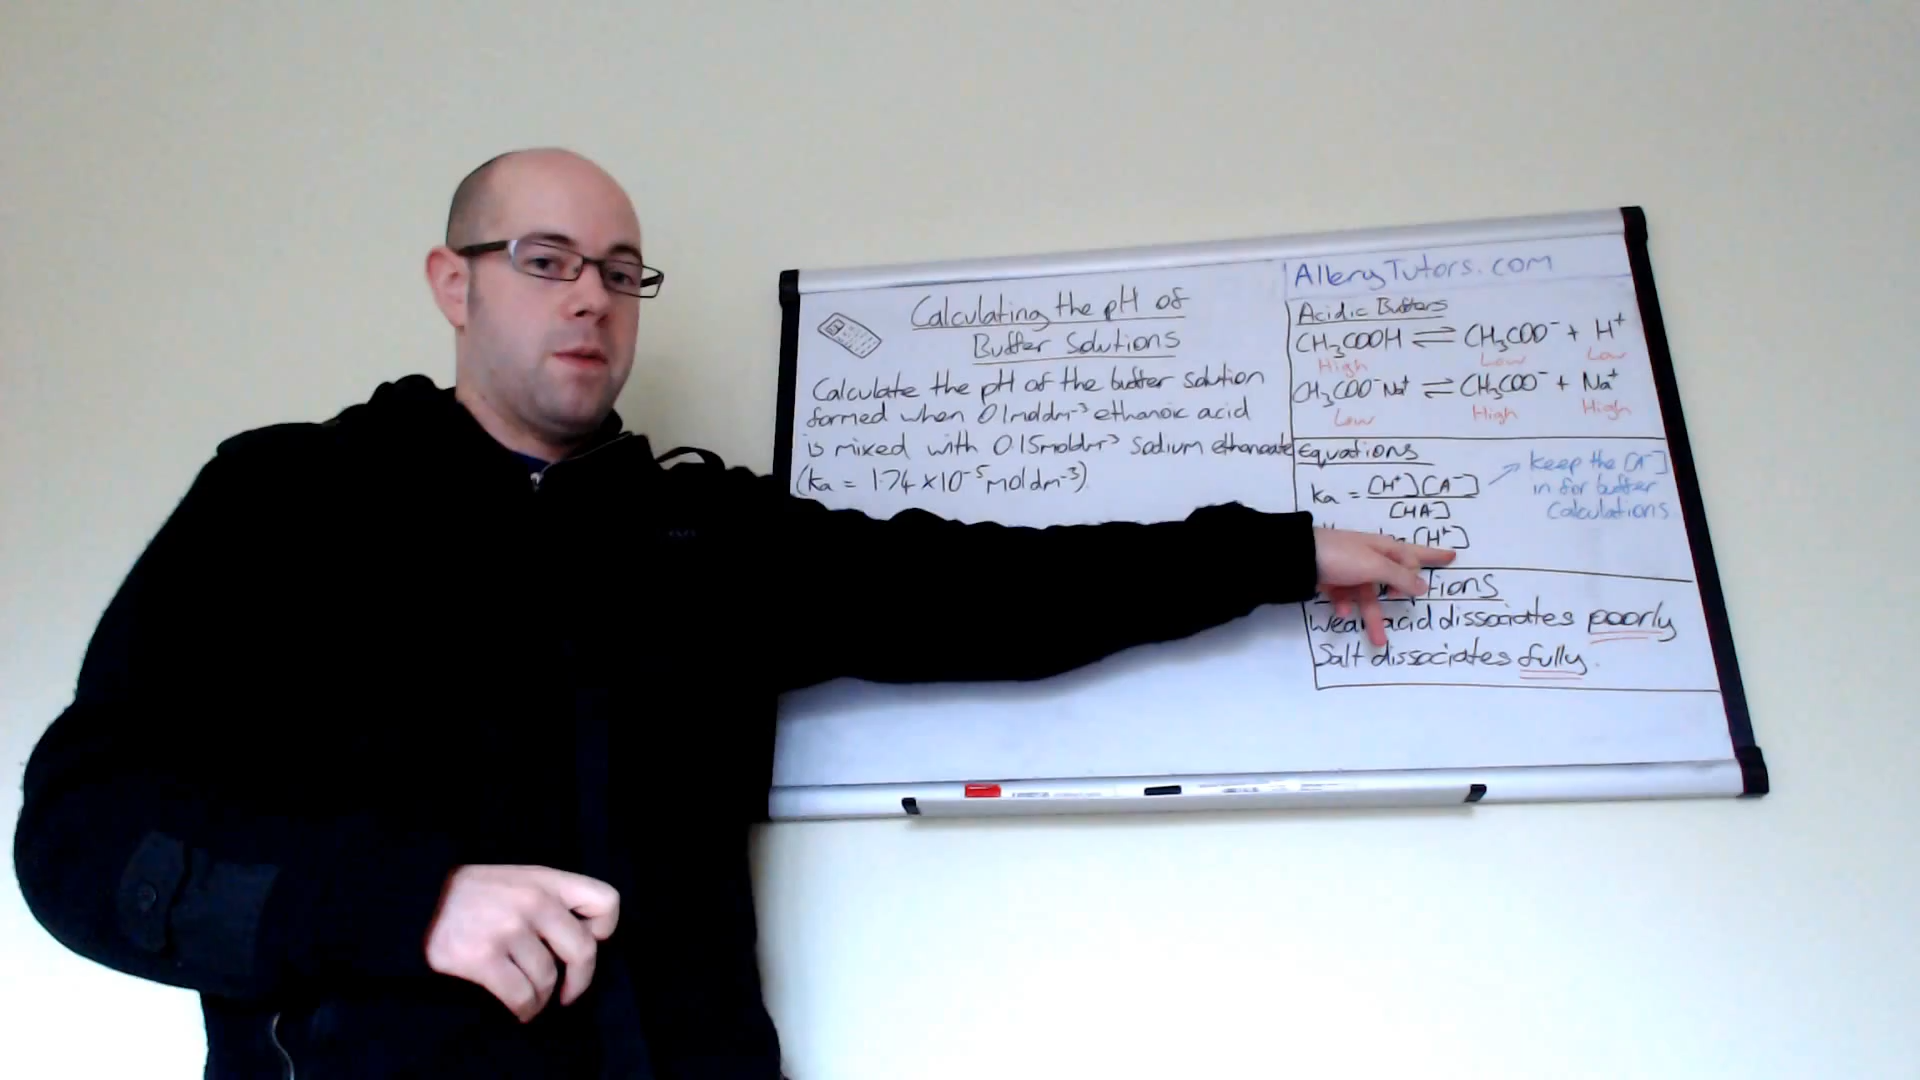 Calculating the pH of
Buffer Solutions
Calculate the pH of the buffer solution
formed when 0.1moldm⁻³ ethanoic acid
is mixed with 0.15moldm⁻³ sodium ethanoate
(Ka = 1.74 x 10⁻⁵ moldm⁻³)
AlleryTutors.com
Acidic Buffers
CH₃COOH ⇌ CH₃COO⁻ + H⁺
High Low Low
CH₃COO⁻Na⁺ ⇌ CH₃COO⁻ + Na⁺
Low High High
Equations
Ka = [H⁺][A⁻]
[HA]
keep the [A⁻]
in for buffer
calculations.
[H⁺]
acid dissociates poorly
Salt dissociates fully.